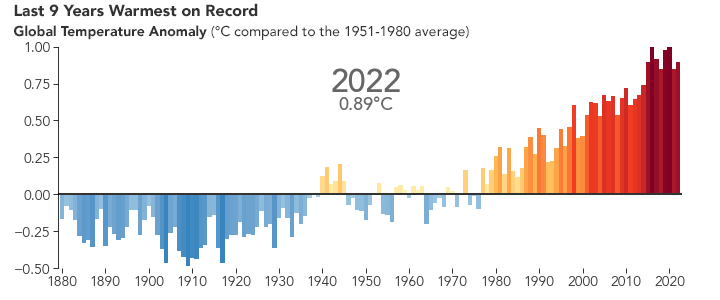 Last 9 Years Warmest on Record
Global Temperature Anomaly (°C compared to the 1951-1980 average)
1.00
2022
0.89°C
0.75
0.50
0.25
0.00
−0.25
−0.50
1880 1890 1900 1910 1920 1930 1940 1950 1960 1970 1980 1990 2000 2010 2020